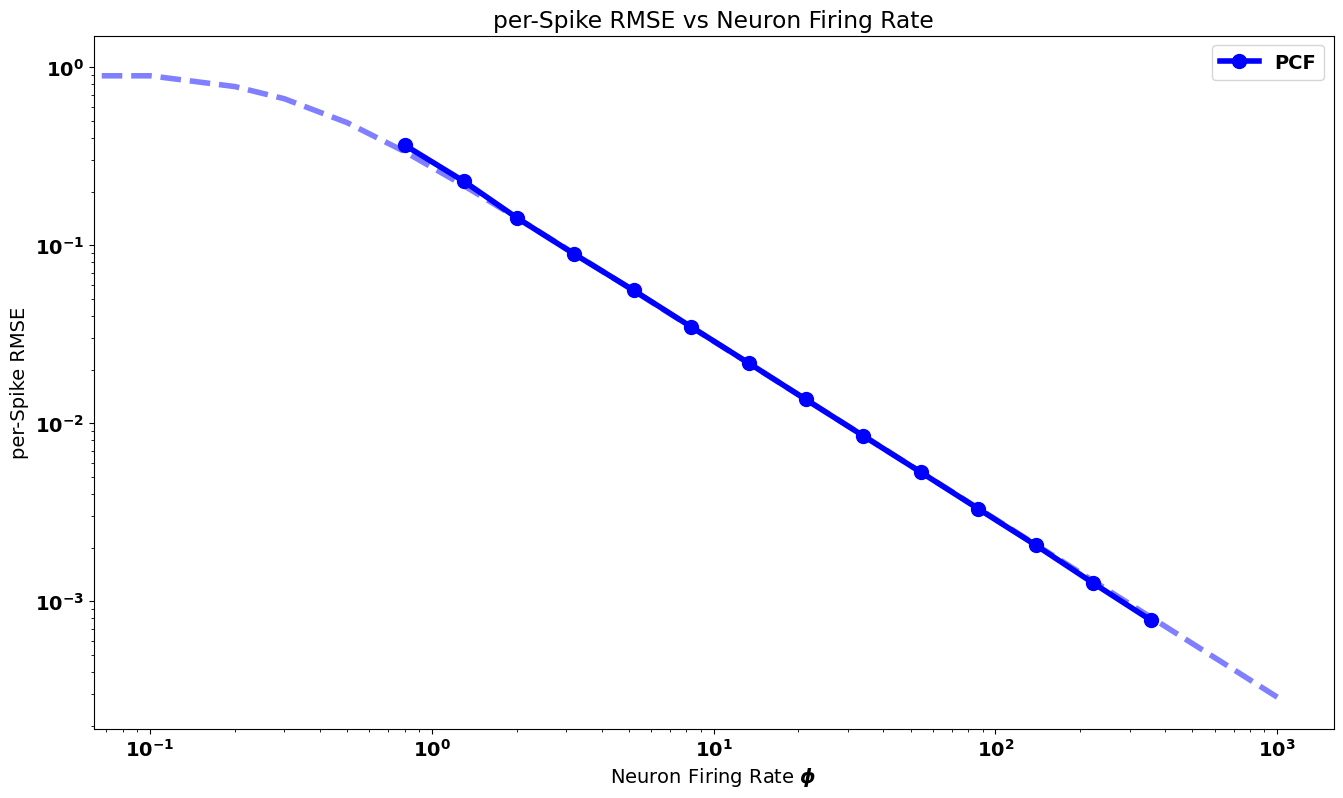 per-Spike RMSE vs Neuron Firing Rate
PCF
10⁰
10⁻¹
10⁻²
10⁻³
per-Spike RMSE
10⁻¹ 10⁰ 10¹ 10² 10³
Neuron Firing Rate ϕ